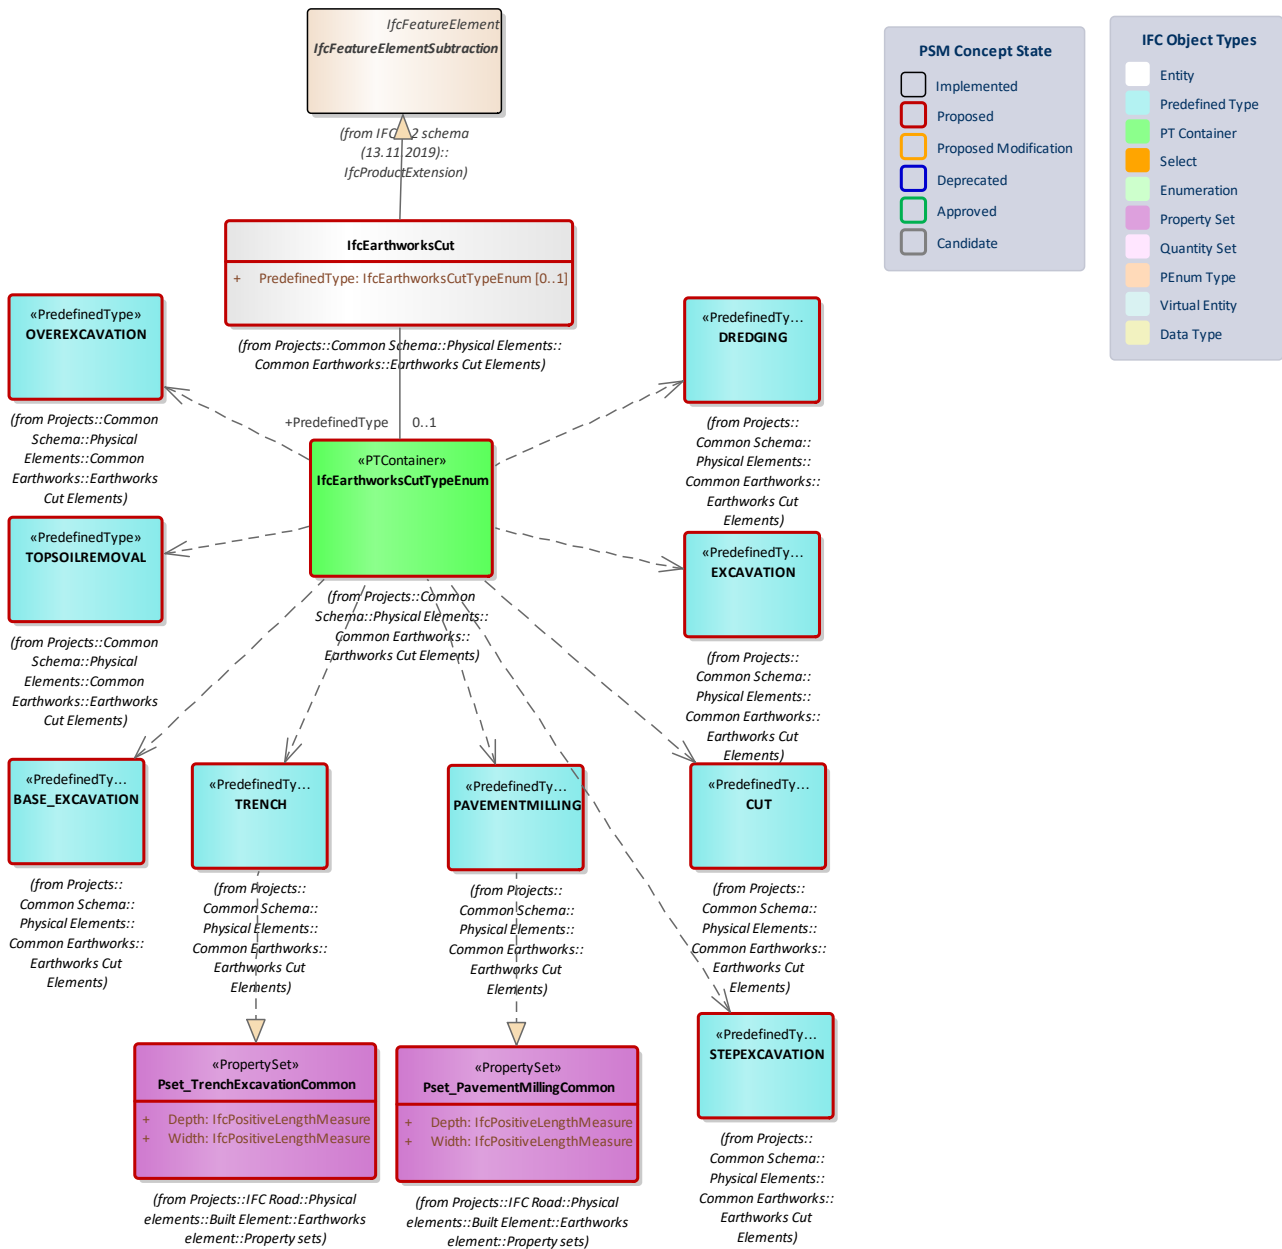 IfcFeatureElement
IfcFeatureElementSubtraction
(from IFC 2 schema
(13.11.2019)::
IfcProductExtension)
IfcEarthworksCut
+ PredefinedType: IfcEarthworksCutTypeEnum [0..1]
(from Projects::Common Schema::Physical Elements::
Common Earthworks::Earthworks Cut Elements)
+PredefinedType 0..1
«PTContainer»
IfcEarthworksCutTypeEnum
(from Projects::Common
Schema::Physical Elements::
Common Earthworks::
Earthworks Cut Elements)
«PredefinedType»
OVEREXCAVATION
(from Projects::Common
Schema::Physical
Elements::Common
Earthworks::Earthworks
Cut Elements)
«PredefinedType»
TOPSOILREMOVAL
(from Projects::Common
Schema::Physical
Elements::Common
Earthworks::Earthworks
Cut Elements)
«PredefinedTy...
DREDGING
(from Projects::
Common Schema::
Physical Elements::
Common Earthworks::
Earthworks Cut
Elements)
«PredefinedTy...
EXCAVATION
(from Projects::
Common Schema::
Physical Elements::
Common Earthworks::
Earthworks Cut
Elements)
«PredefinedTy...
BASE_EXCAVATION
(from Projects::
Common Schema::
Physical Elements::
Common Earthworks::
Earthworks Cut
Elements)
«PredefinedTy...
TRENCH
(from Projects::
Common Schema::
Physical Elements::
Common Earthworks::
Earthworks Cut
Elements)
«PredefinedTy...
PAVEMENTMILLING
(from Projects::
Common Schema::
Physical Elements::
Common Earthworks::
Earthworks Cut
Elements)
«PredefinedTy...
CUT
(from Projects::
Common Schema::
Physical Elements::
Common Earthworks::
Earthworks Cut
Elements)
«PredefinedTy...
STEPEXCAVATION
(from Projects::
Common Schema::
Physical Elements::
Common Earthworks::
Earthworks Cut
Elements)
«PropertySet»
Pset_TrenchExcavationCommon
+ Depth: IfcPositiveLengthMeasure
+ Width: IfcPositiveLengthMeasure
(from Projects::IFC Road::Physical
elements::Built Element::Earthworks
element::Property sets)
«PropertySet»
Pset_PavementMillingCommon
+ Depth: IfcPositiveLengthMeasure
+ Width: IfcPositiveLengthMeasure
(from Projects::IFC Road::Physical
elements::Built Element::Earthworks
element::Property sets)
PSM Concept State
Implemented
Proposed
Proposed Modification
Deprecated
Approved
Candidate
IFC Object Types
Entity
Predefined Type
PT Container
Select
Enumeration
Property Set
Quantity Set
PEnum Type
Virtual Entity
Data Type